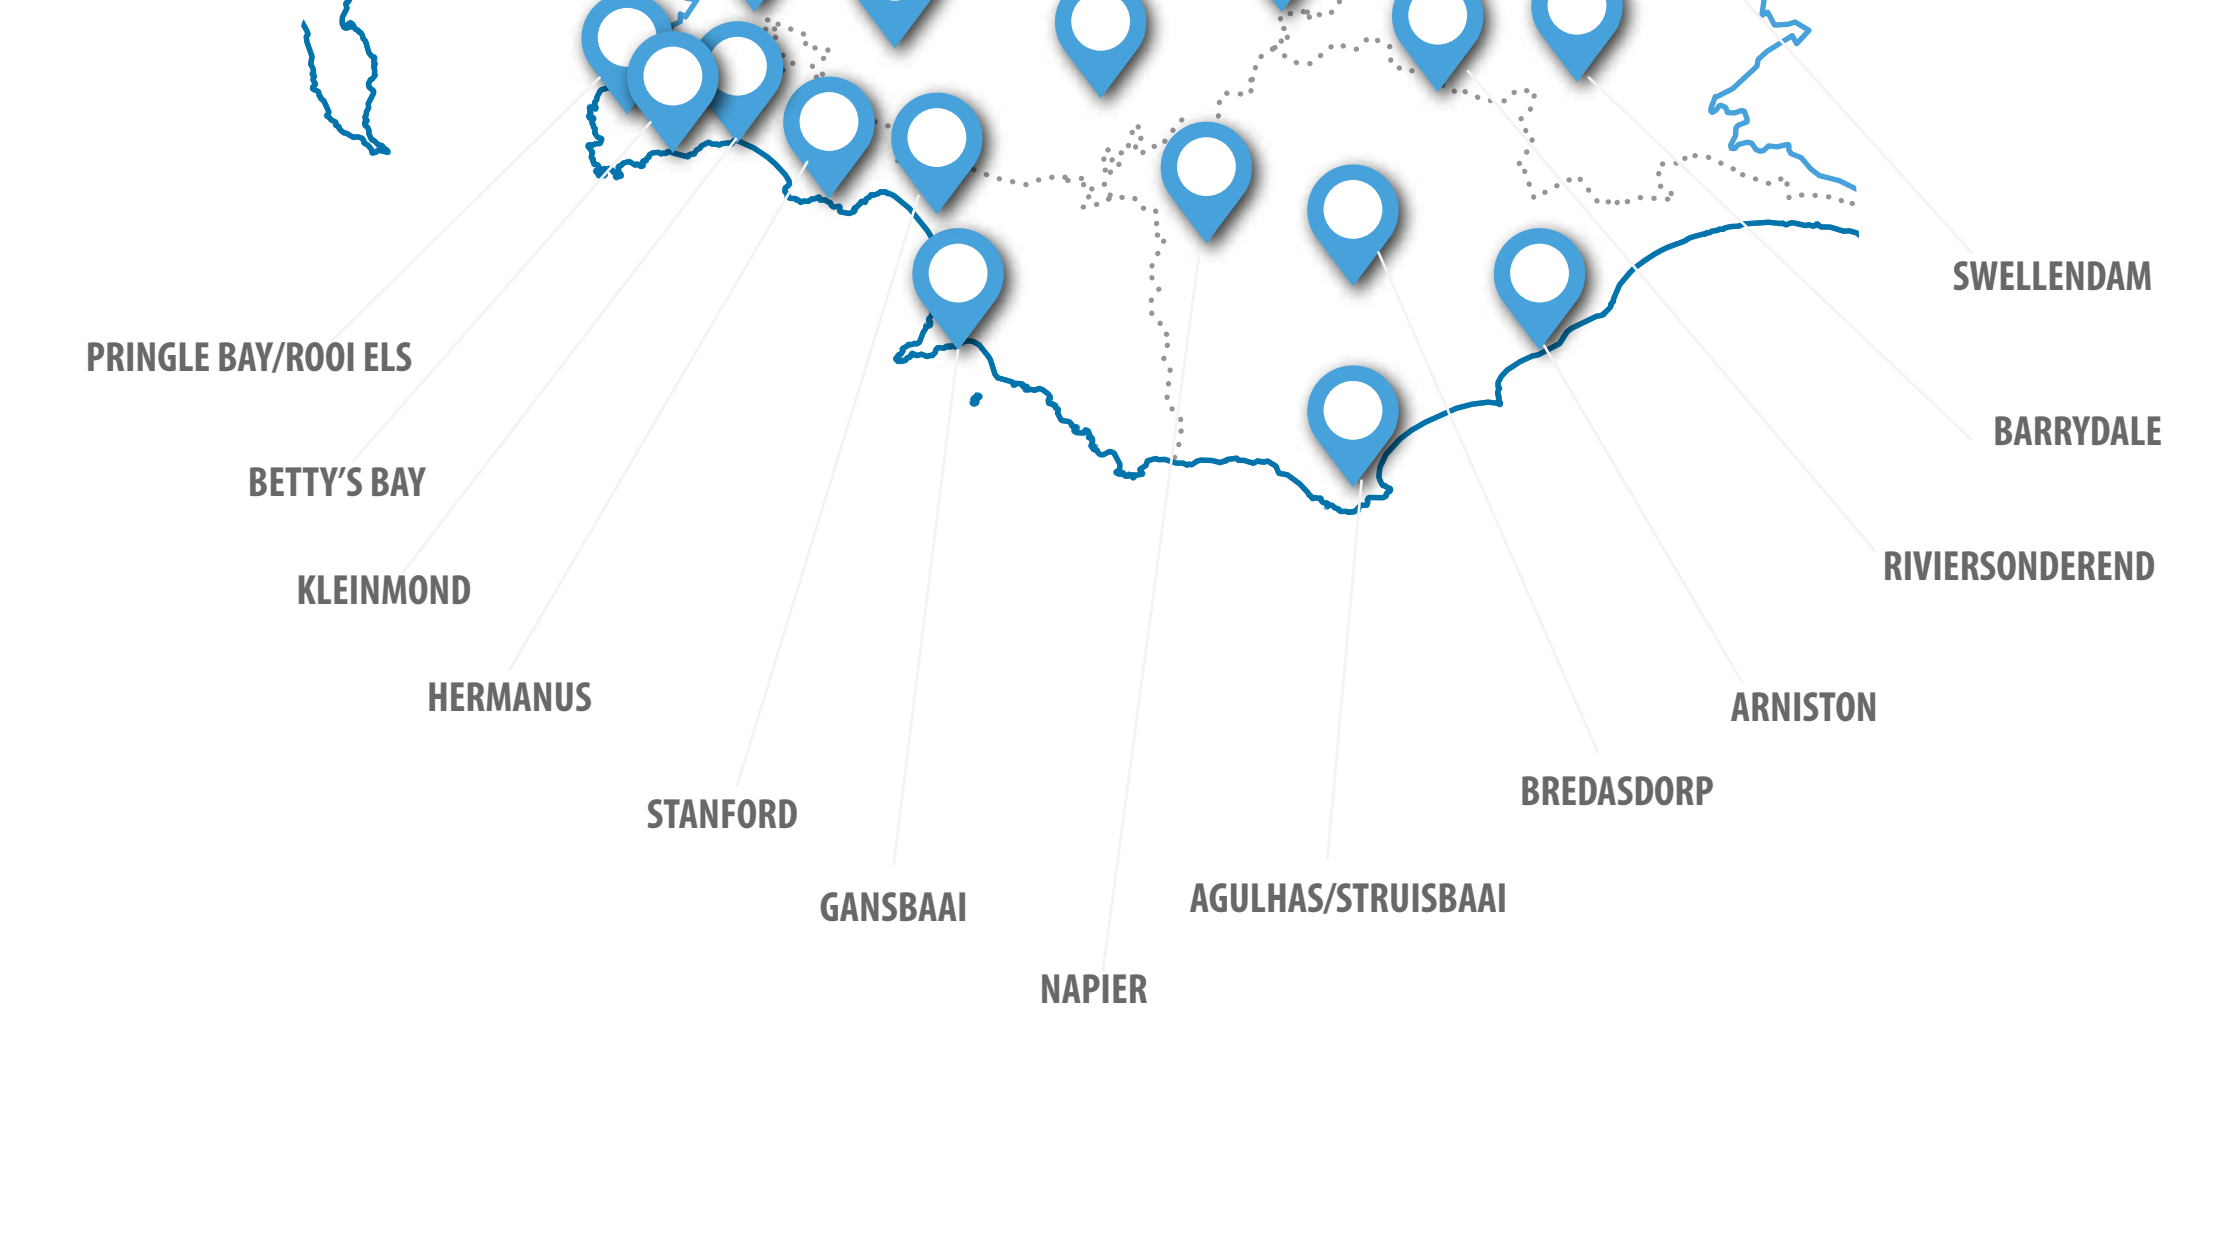 SWELLENDAM
PRINGLE BAY/ROOI ELS
BARRYDALE
BETTY’S BAY
RIVIERSONDEREND
KLEINMOND
HERMANUS
ARNISTON
BREDASDORP
STANFORD
AGULHAS/STRUISBAAI
GANSBAAI
NAPIER